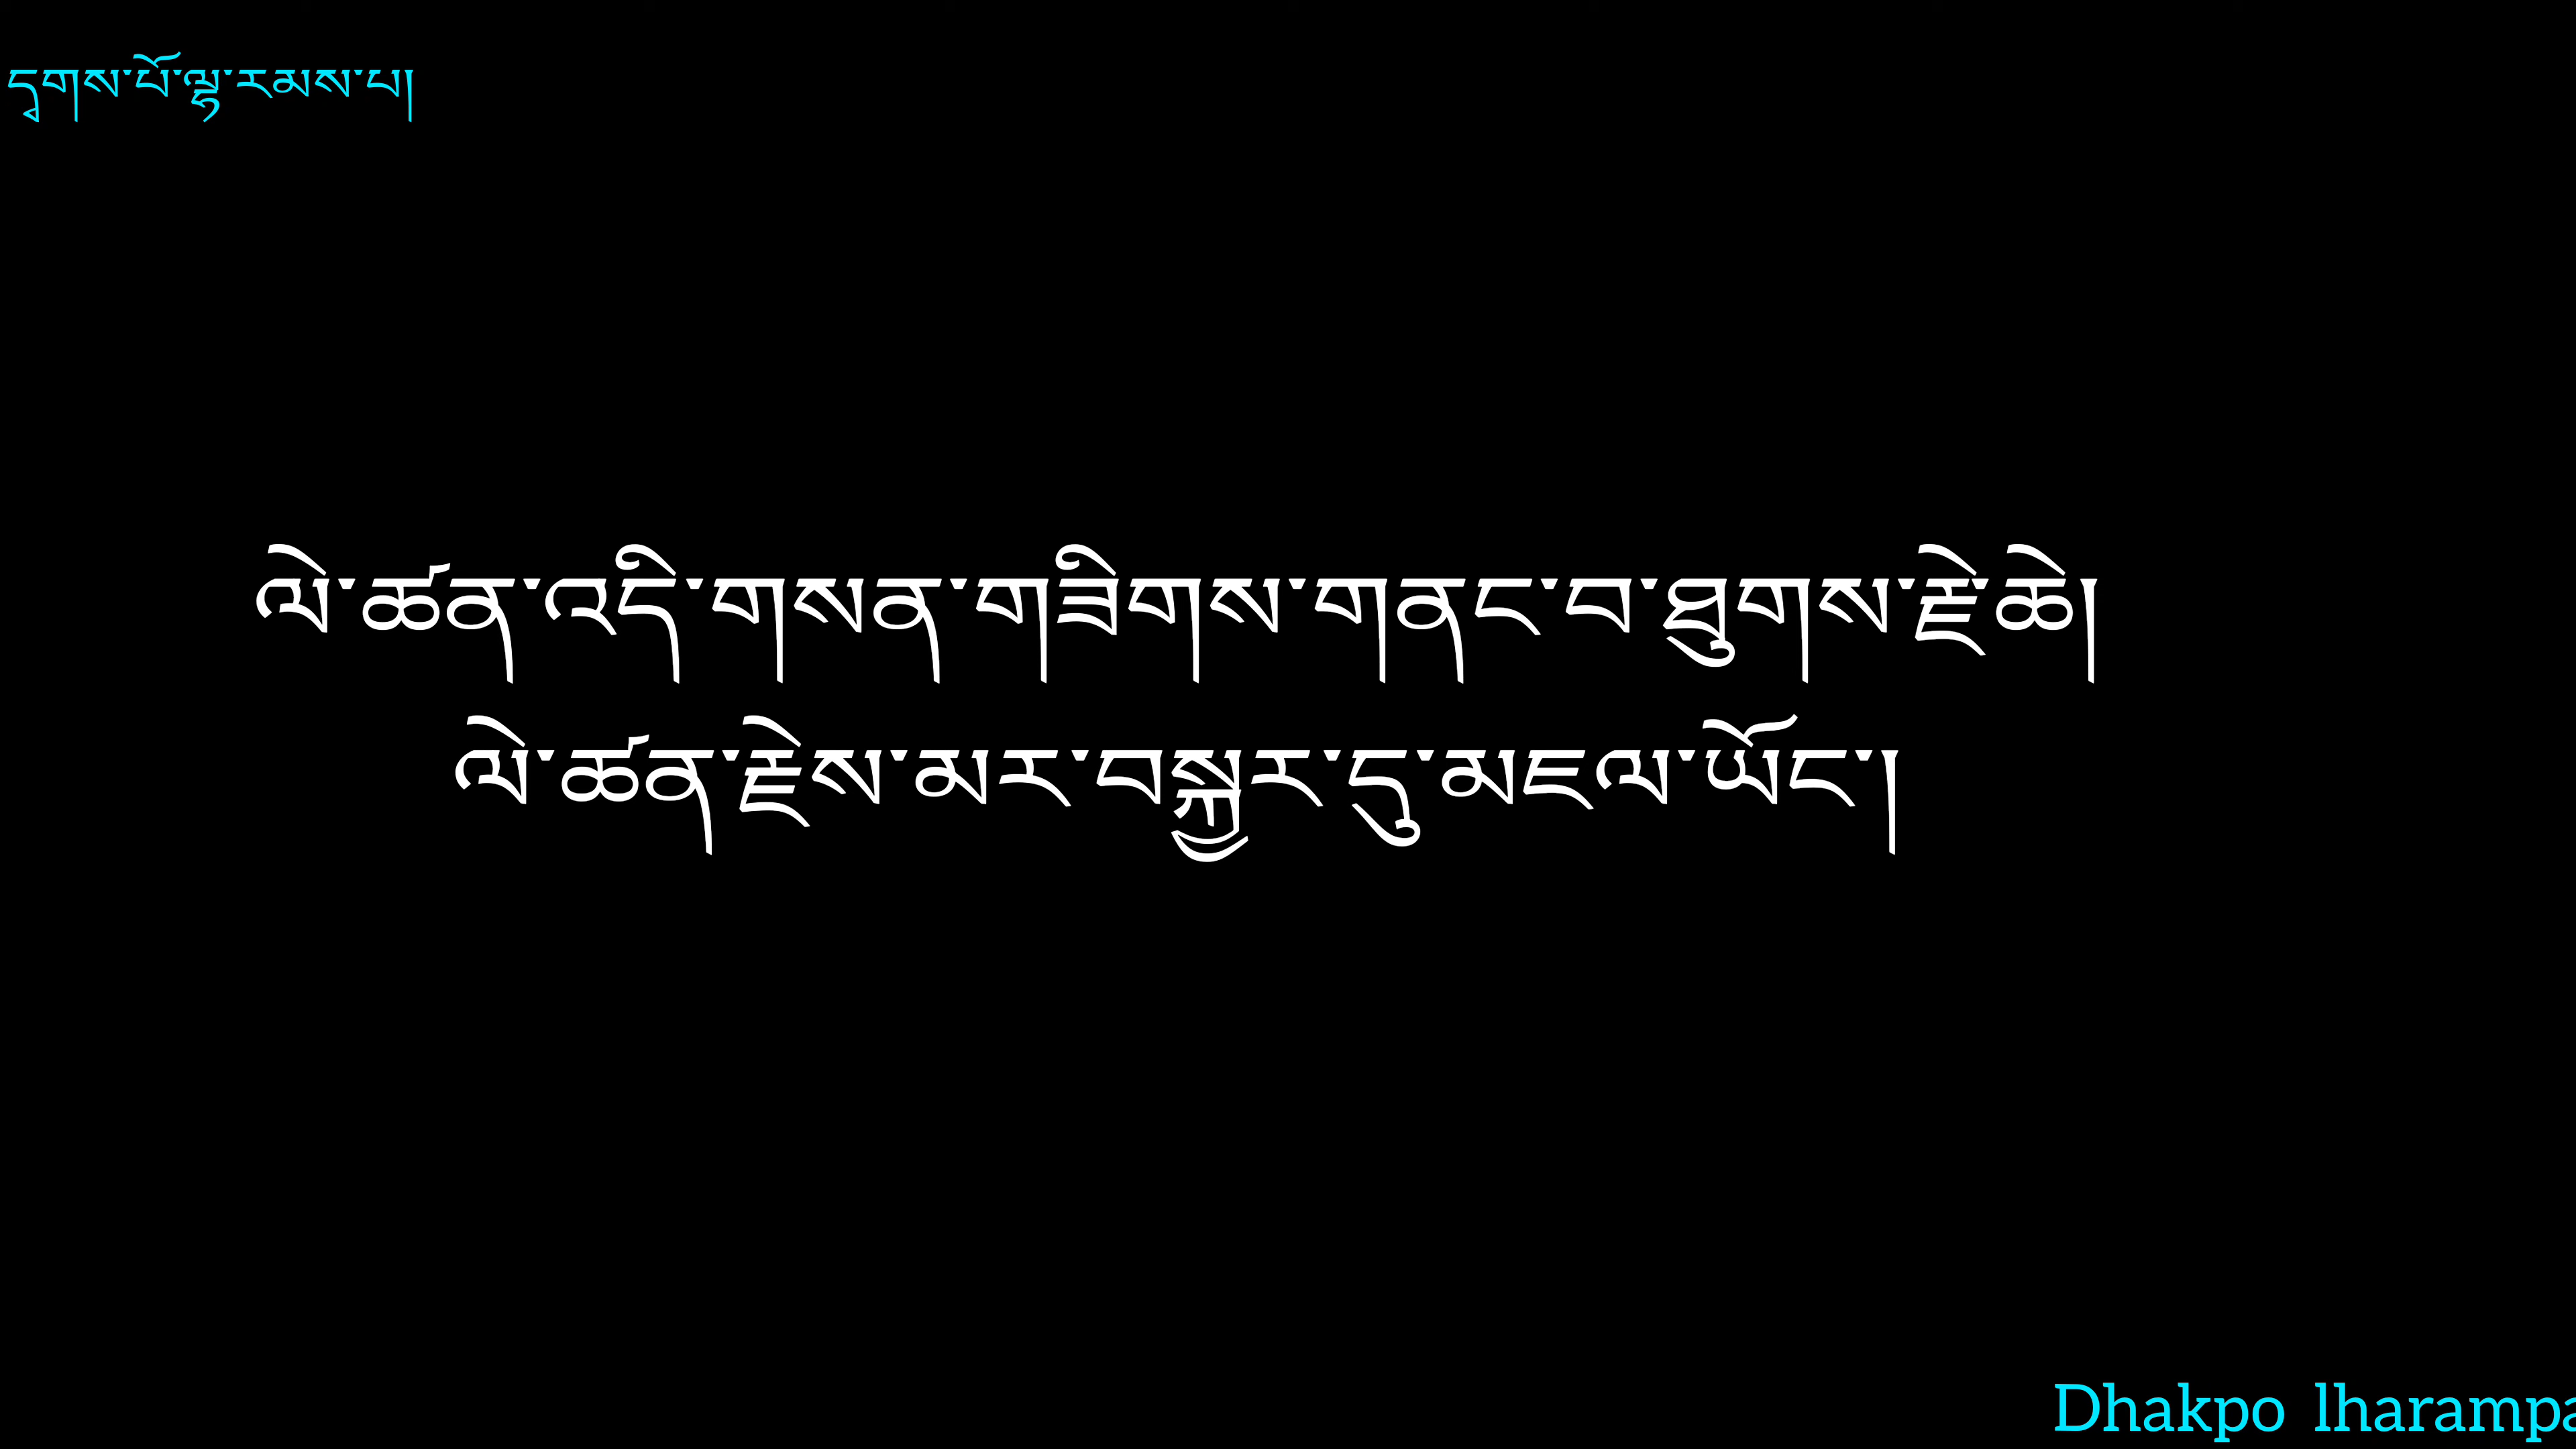 དྭགས་པོ་ལྷ་རམས་པ།
ལེ་ཚན་འདི་གསན་གཟིགས་གནང་བ་ཐུགས་རྗེ་ཆེ།
ལེ་ཚན་རྗེས་མར་བསྐྱར་དུ་མཇལ་ཡོང་།
Dhakpo lharampa